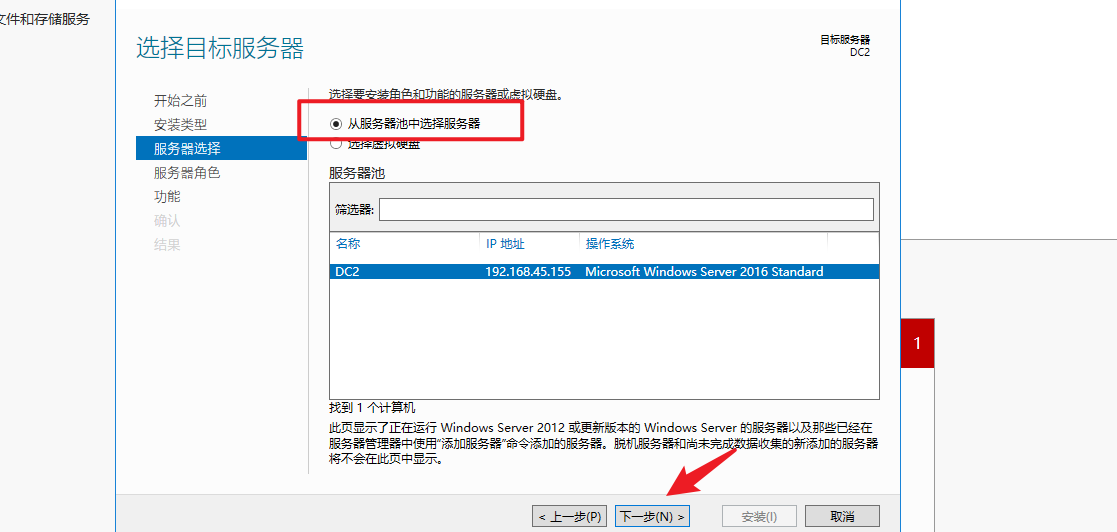 文件和存储服务
选择目标服务器
目标服务器
DC2
开始之前
安装类型
服务器选择
服务器角色
功能
确认
结果
选择要安装角色和功能的服务器或虚拟硬盘。
从服务器池中选择服务器
选择虚拟硬盘
服务器池
筛选器:
名称 IP 地址 操作系统
DC2 192.168.45.155 Microsoft Windows Server 2016 Standard
找到 1 个计算机
此页显示了正在运行 Windows Server 2012 或更新版本的 Windows Server 的服务器以及那些已经在
服务器管理器中使用"添加服务器"命令添加的服务器。脱机服务器和尚未完成数据收集的新添加的服务器
将不会在此页中显示。
1
< 上一步(P) 下一步(N) > 安装(I) 取消